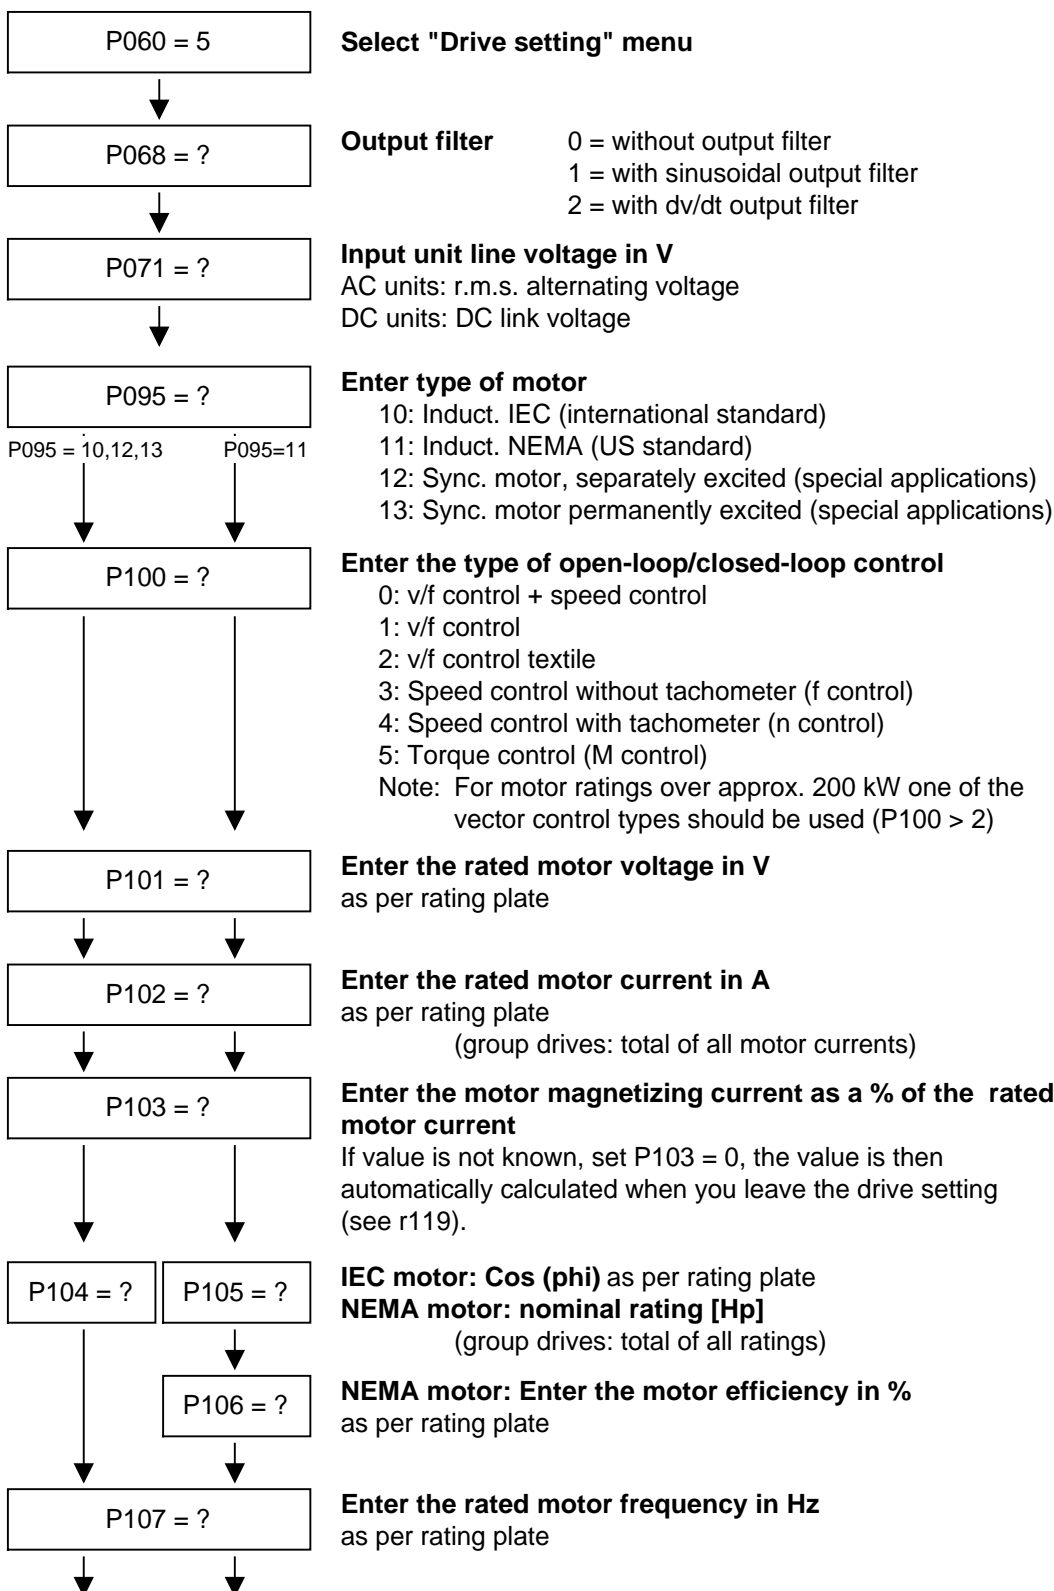 P060 = 5
Select "Drive setting" menu
P068 = ?
Output filter 0 = without output filter
1 = with sinusoidal output filter
2 = with dv/dt output filter
P071 = ?
Input unit line voltage in V
AC units: r.m.s. alternating voltage
DC units: DC link voltage
P095 = ?
Enter type of motor
10: Induct. IEC (international standard)
11: Induct. NEMA (US standard)
12: Sync. motor, separately excited (special applications)
13: Sync. motor permanently excited (special applications)
P095 = 10,12,13 P095=11
P100 = ?
Enter the type of open-loop/closed-loop control
0: v/f control + speed control
1: v/f control
2: v/f control textile
3: Speed control without tachometer (f control)
4: Speed control with tachometer (n control)
5: Torque control (M control)
Note: For motor ratings over approx. 200 kW one of the
vector control types should be used (P100 > 2)
P101 = ?
Enter the rated motor voltage in V
as per rating plate
P102 = ?
Enter the rated motor current in A
as per rating plate
(group drives: total of all motor currents)
P103 = ?
Enter the motor magnetizing current as a % of the rated
motor current
If value is not known, set P103 = 0, the value is then
automatically calculated when you leave the drive setting
(see r119).
P104 = ? P105 = ?
IEC motor: Cos (phi) as per rating plate
NEMA motor: nominal rating [Hp]
(group drives: total of all ratings)
P106 = ?
NEMA motor: Enter the motor efficiency in %
as per rating plate
P107 = ?
Enter the rated motor frequency in Hz
as per rating plate